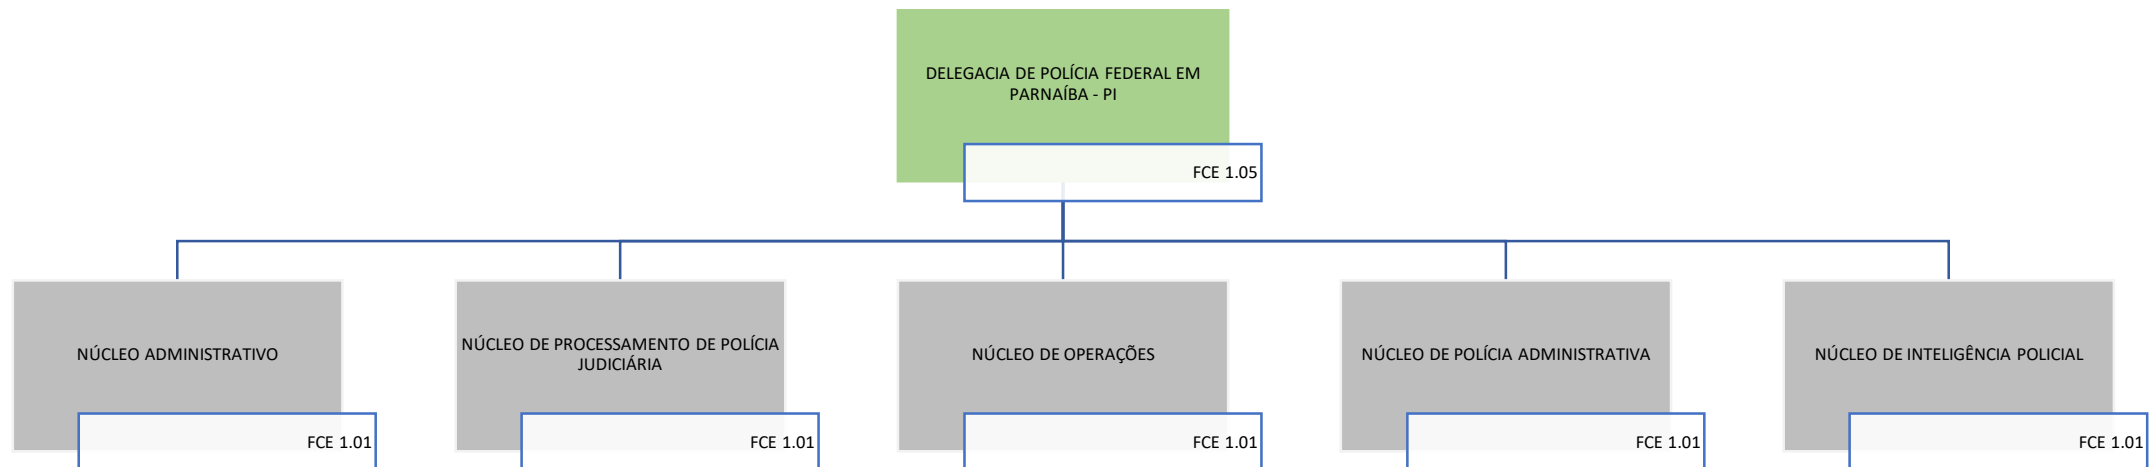 DELEGACIA DE POLÍCIA FEDERAL EM
PARNAÍBA - PI
FCE 1.05
NÚCLEO ADMINISTRATIVO
FCE 1.01
NÚCLEO DE PROCESSAMENTO DE POLÍCIA
JUDICIÁRIA
FCE 1.01
NÚCLEO DE OPERAÇÕES
FCE 1.01
NÚCLEO DE POLÍCIA ADMINISTRATIVA
FCE 1.01
NÚCLEO DE INTELIGÊNCIA POLICIAL
FCE 1.01